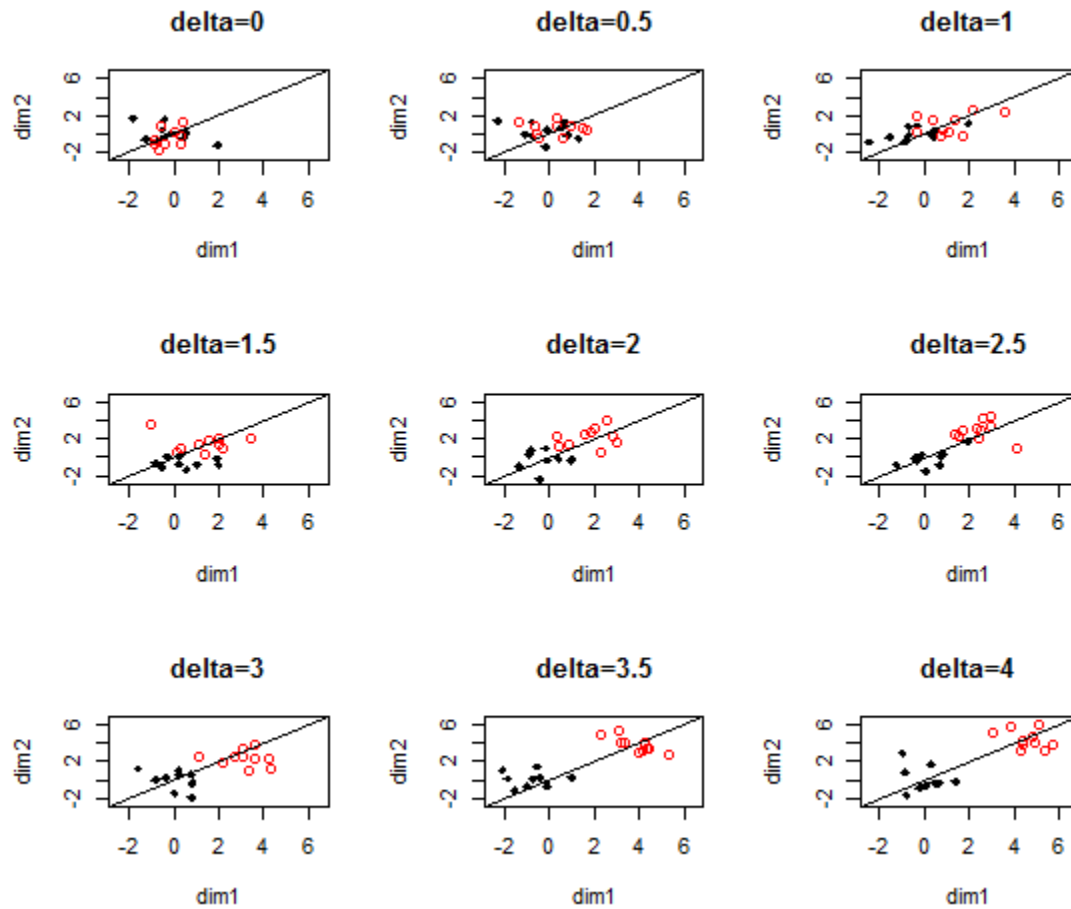 delta=0 delta=0.5 delta=1
6 6 6
dim2 dim2 dim2
2 2 2
-2 -2 -2
-2 0 2 4 6 -2 0 2 4 6 -2 0 2 4 6
dim1 dim1 dim1
delta=1.5 delta=2 delta=2.5
6 6 6
dim2 dim2 dim2
2 2 2
-2 -2 -2
-2 0 2 4 6 -2 0 2 4 6 -2 0 2 4 6
dim1 dim1 dim1
delta=3 delta=3.5 delta=4
6 6 6
dim2 dim2 dim2
2 2 2
-2 -2 -2
-2 0 2 4 6 -2 0 2 4 6 -2 0 2 4 6
dim1 dim1 dim1